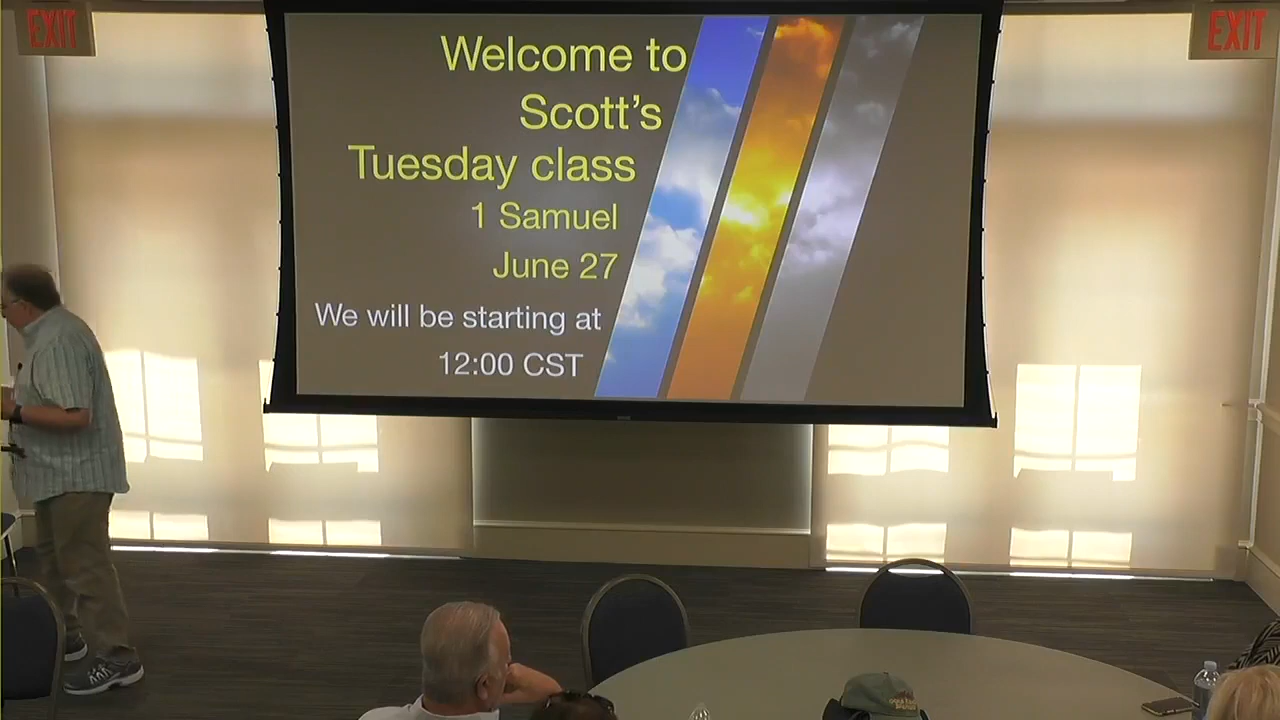 EXIT
EXIT
Welcome to
Scott's
Tuesday class
1 Samuel
June 27
We will be starting at
12:00 CST